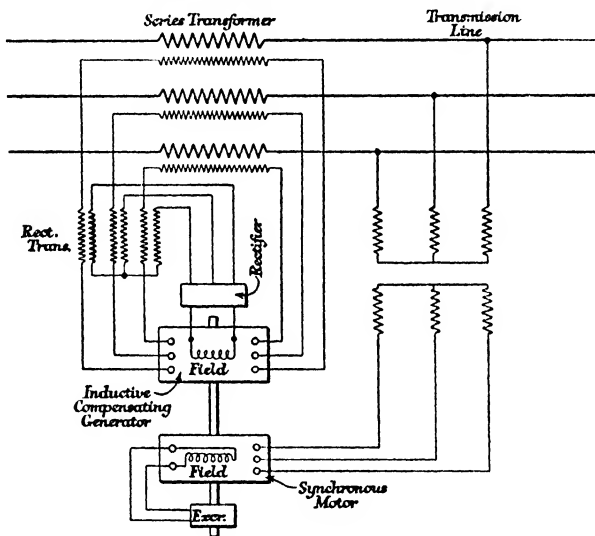 Series Transformer
Transmission
Line
Rect.
Trans.
Rectifier
Field
Inductive
Compensating
Generator
Field
Synchronous
Motor
Excr.